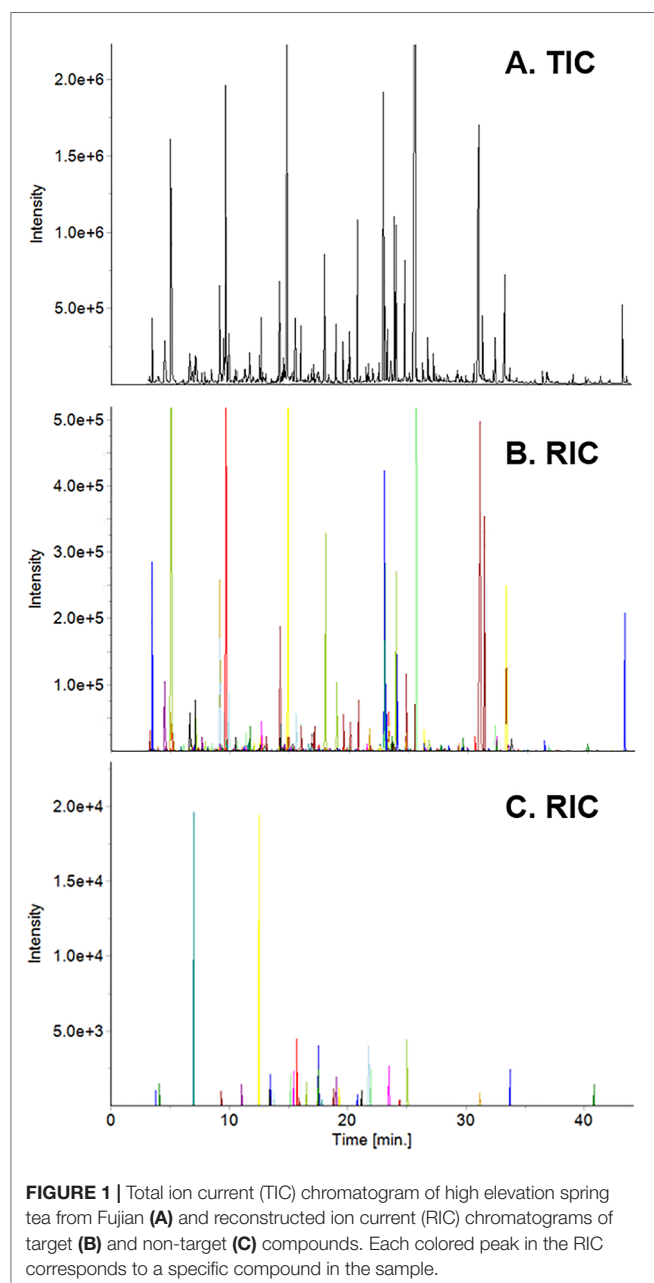 A. TIC
2.0e+6
1.5e+6
1.0e+6
5.0e+5
Intensity
B. RIC
5.0e+5
4.0e+5
3.0e+5
2.0e+5
1.0e+5
Intensity
C. RIC
2.0e+4
1.5e+4
1.0e+4
5.0e+3
Intensity
0 10 20 30 40
Time [min.]
FIGURE 1 | Total ion current (TIC) chromatogram of high elevation spring
tea from Fujian (A) and reconstructed ion current (RIC) chromatograms of
target (B) and non-target (C) compounds. Each colored peak in the RIC
corresponds to a specific compound in the sample.